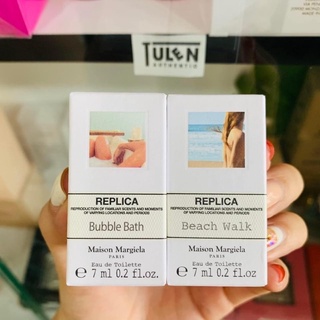 TULEN
AUTHENTIC
REPLICA
REPRODUCTION OF FAMILIAR SCENTS AND MOMENTS
OF VARYING LOCATIONS AND PERIODS
Bubble Bath
Maison Margiela
PARIS
Eau de Toilette
℮ 7 ml 0.2 fl.oz.
REPLICA
REPRODUCTION OF FAMILIAR SCENTS AND MOMENTS
OF VARYING LOCATIONS AND PERIODS
Beach Walk
Maison Margiela
PARIS
Eau de Toilette
℮ 7 ml 0.2 fl.oz.